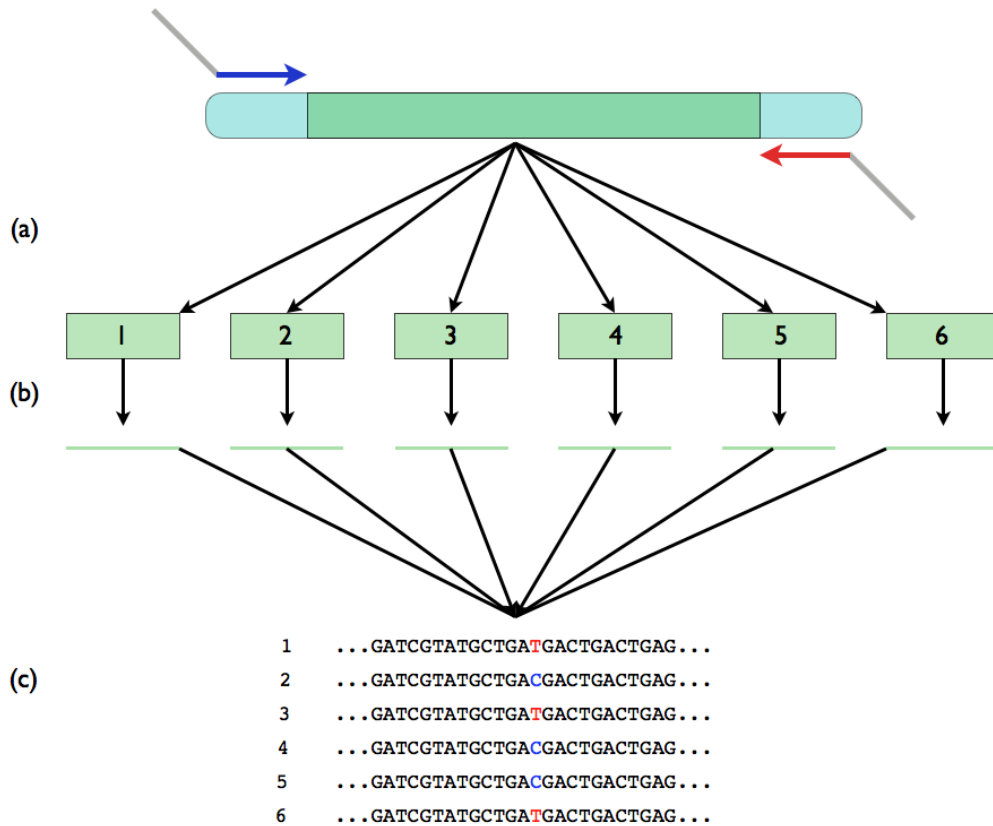 (a)
1 2 3 4 5 6
(b)
(c)
1 ...GATCGTATGCTGATGACTGACTGAG...
2 ...GATCGTATGCTGACGACTGACTGAG...
3 ...GATCGTATGCTGATGACTGACTGAG...
4 ...GATCGTATGCTGACGACTGACTGAG...
5 ...GATCGTATGCTGACGACTGACTGAG...
6 ...GATCGTATGCTGATGACTGACTGAG...